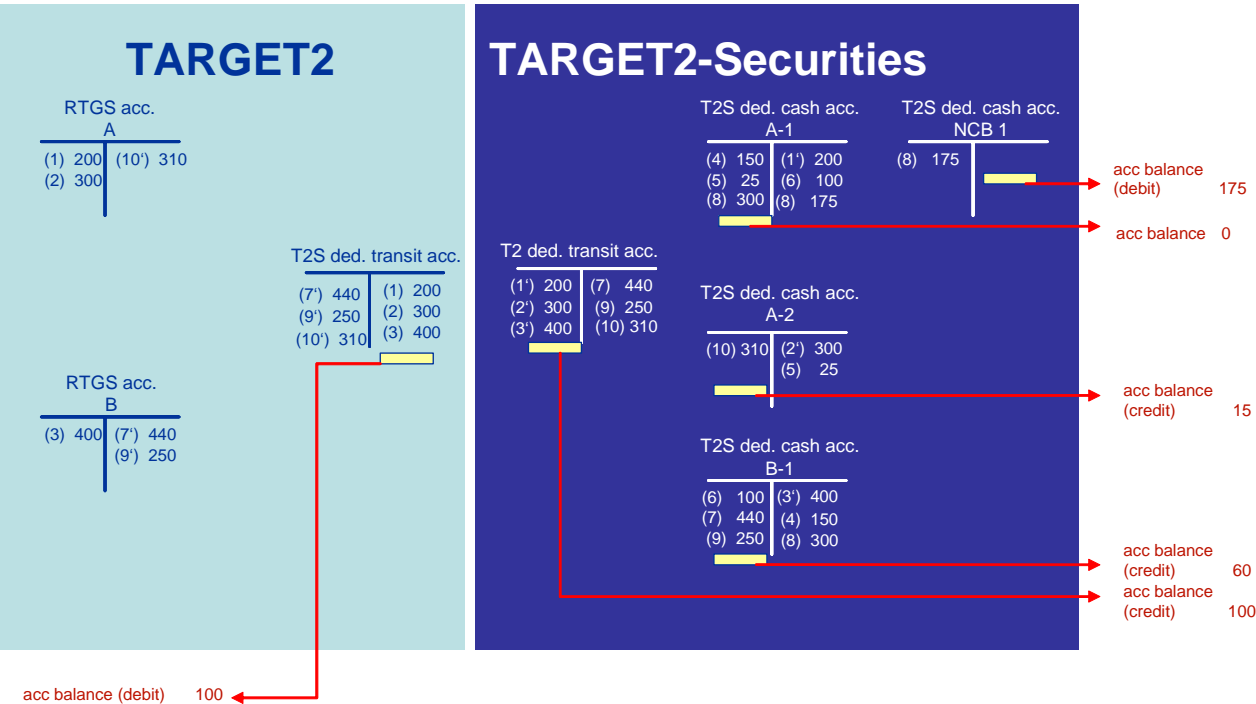 TARGET2
RTGS acc.
A
(1) 200 (10‘) 310
(2) 300
T2S ded. transit acc.
(7‘) 440 (1) 200
(9‘) 250 (2) 300
(10‘) 310 (3) 400
RTGS acc.
B
(3) 400 (7‘) 440
(9‘) 250
TARGET2-Securities
T2S ded. cash acc.
A-1
(4) 150 (1‘) 200
(5) 25 (6) 100
(8) 300 (8) 175
T2S ded. cash acc.
NCB 1
(8) 175
T2 ded. transit acc.
(1‘) 200 (7) 440
(2‘) 300 (9) 250
(3‘) 400 (10) 310
T2S ded. cash acc.
A-2
(10) 310 (2‘) 300
(5) 25
T2S ded. cash acc.
B-1
(6) 100 (3‘) 400
(7) 440 (4) 150
(9) 250 (8) 300
acc balance
(debit) 175
acc balance 0
acc balance
(credit) 15
acc balance
(credit) 60
acc balance
(credit) 100
acc balance (debit) 100